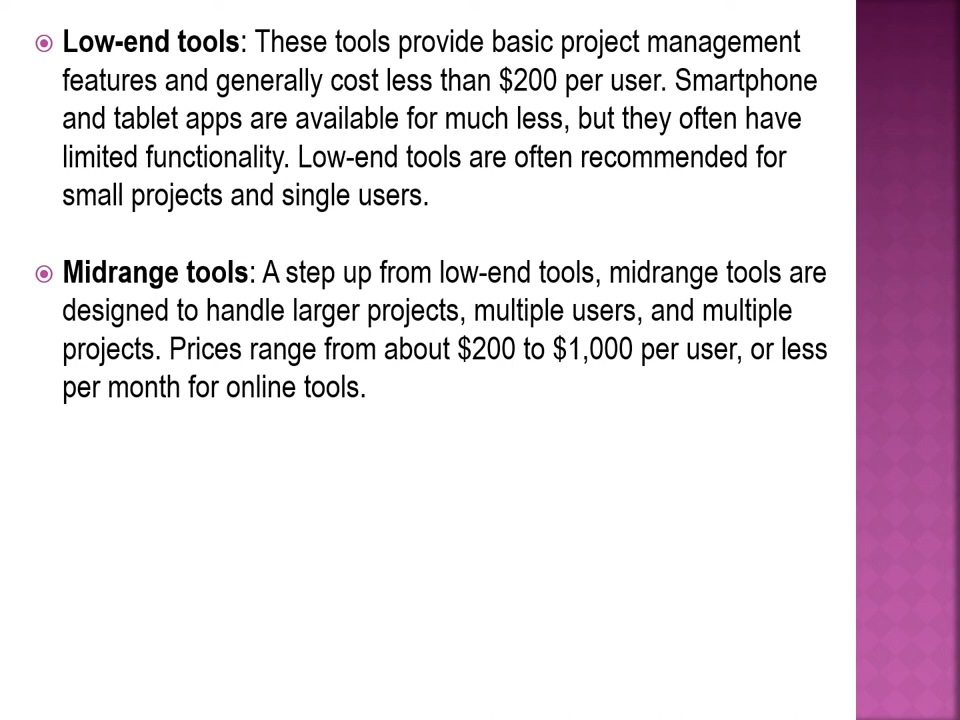 Low-end tools: These tools provide basic project management
features and generally cost less than $200 per user. Smartphone
and tablet apps are available for much less, but they often have
limited functionality. Low-end tools are often recommended for
small projects and single users.
Midrange tools: A step up from low-end tools, midrange tools are
designed to handle larger projects, multiple users, and multiple
projects. Prices range from about $200 to $1,000 per user, or less
per month for online tools.